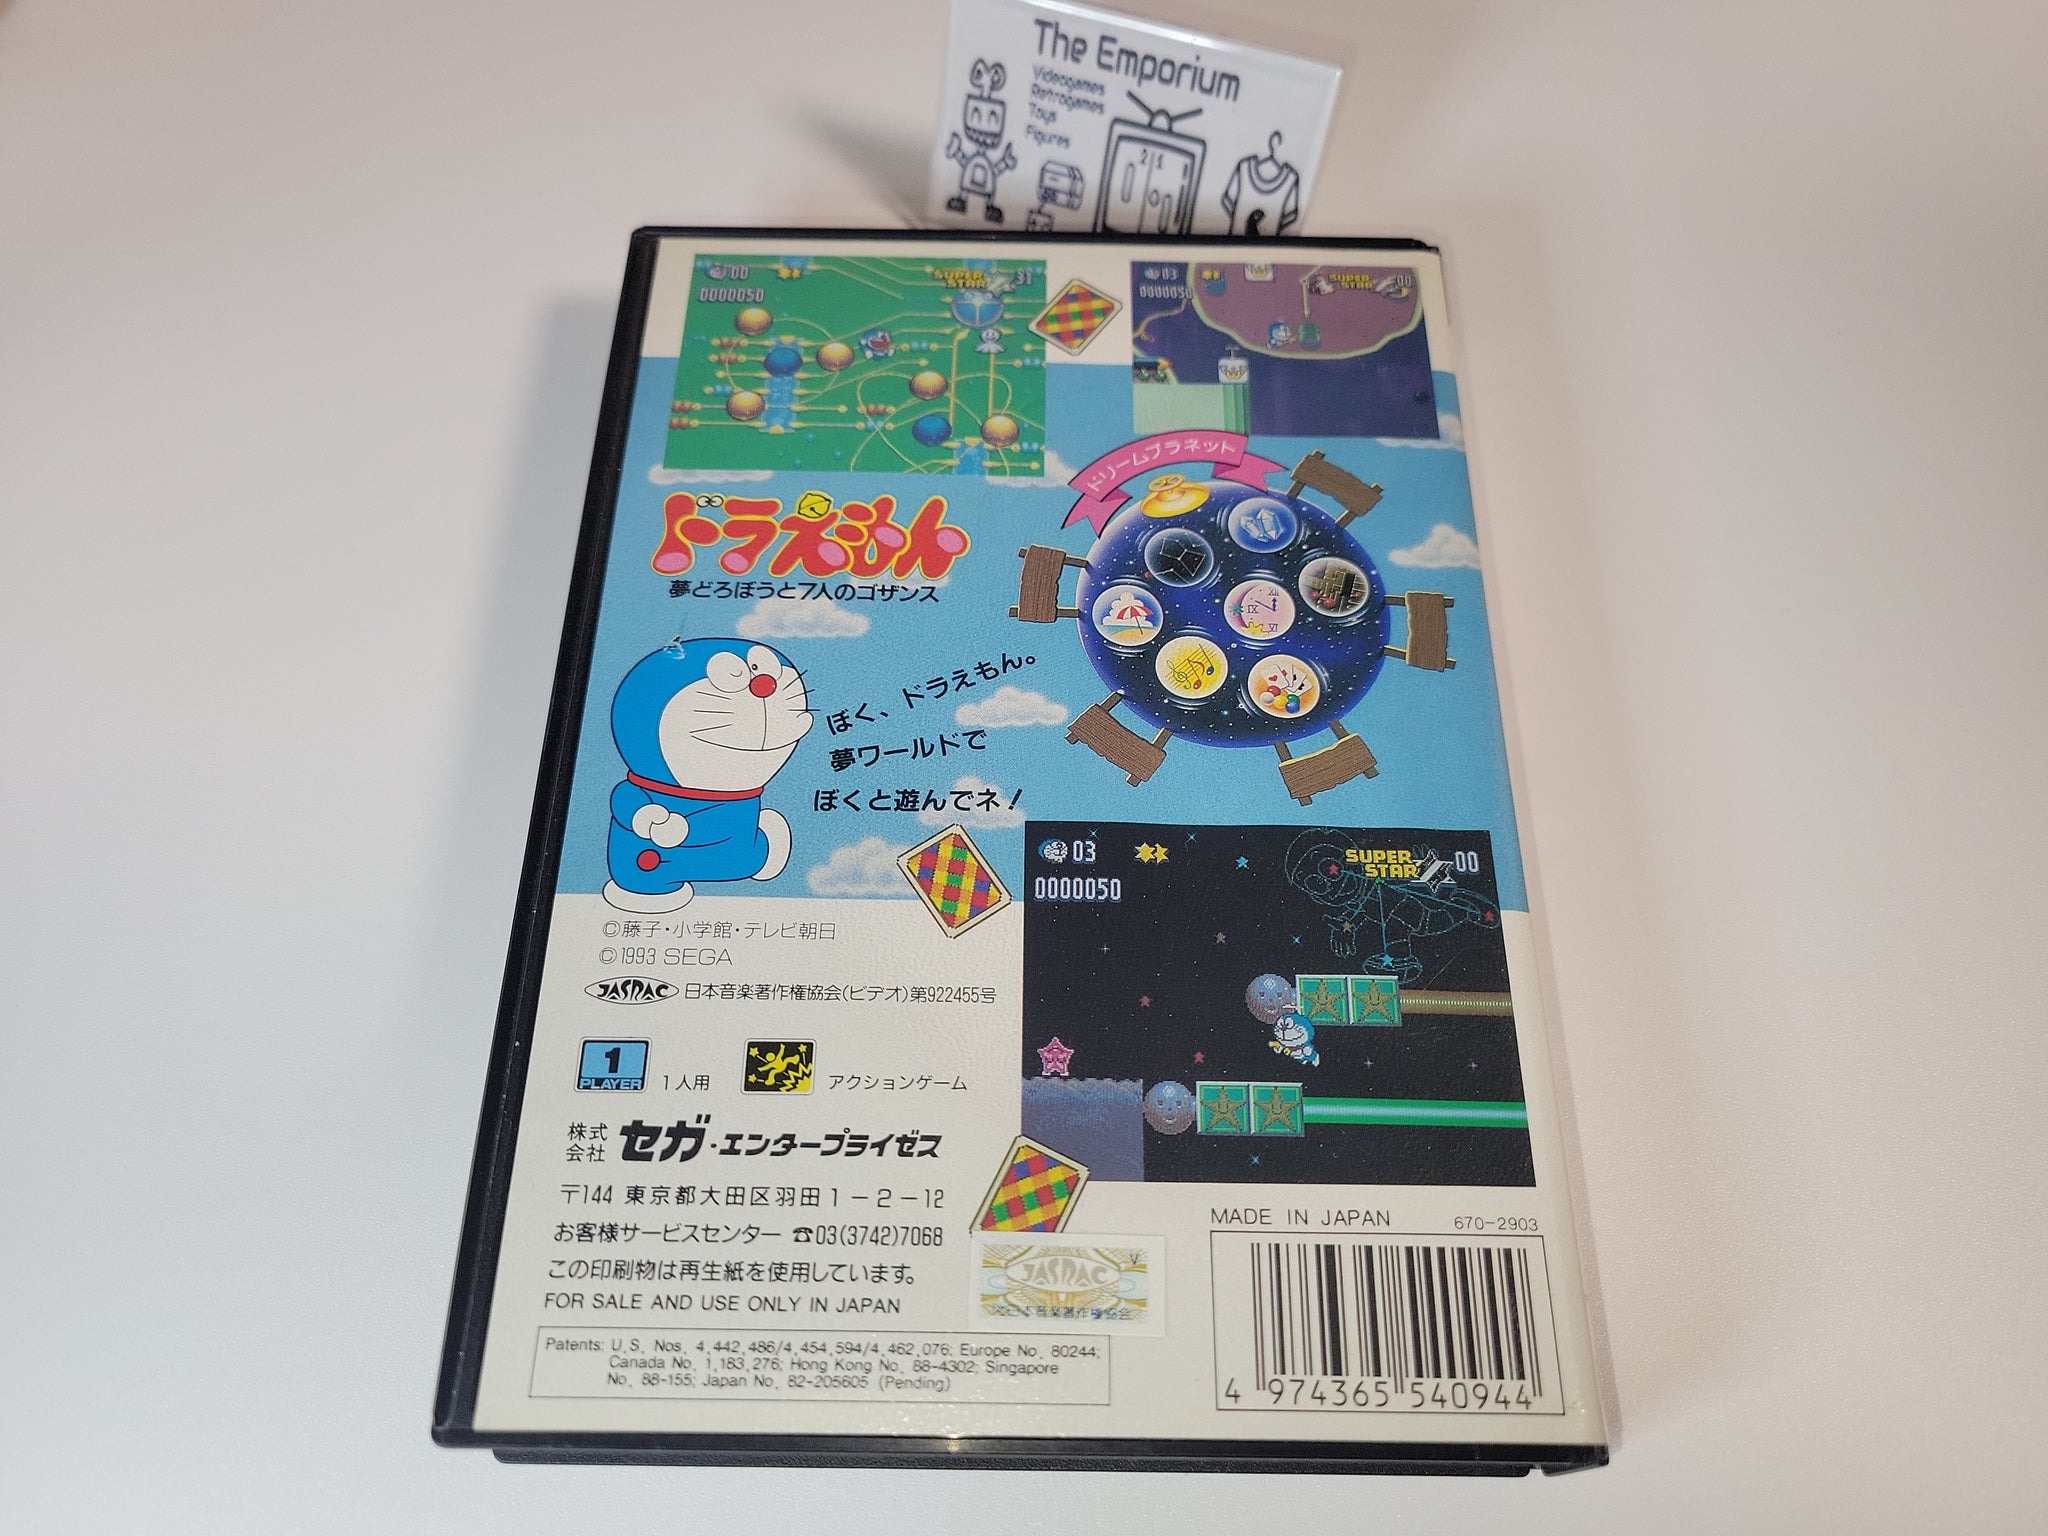 The Emporium
Videogames
Retrogames
Toys
Figures
2 1
00
0000050
SUPER
STAR
31
03
0000050
SUPER
STAR
00
ドリームプラネット
ドラえもん
夢どろぼうと7人のゴザンス
XII
IX
VI
ぼく、ドラえもん。
夢ワールドで
ぼくと遊んでネ!
03
0000050
SUPER
STAR
00
©藤子・小学館・テレビ朝日
©1993 SEGA
JASRAC 日本音楽著作権協会(ビデオ)第922455号
1
PLAYER
1人用
アクションゲーム
株式
会社
セガ・エンタープライゼス
〒144 東京都大田区羽田1-2-12
お客様サービスセンター ☎03(3742)7068
この印刷物は再生紙を使用しています。
FOR SALE AND USE ONLY IN JAPAN
V
JASRAC
Patents: U.S. Nos. 4,442,486/4,454,594/4,462,076; Europe No. 80244;
Canada No. 1,183,276; Hong Kong No. 88-4302; Singapore
No. 88-155; Japan No. 82-205605 (Pending)
MADE IN JAPAN
670-2903
4 974365 540944